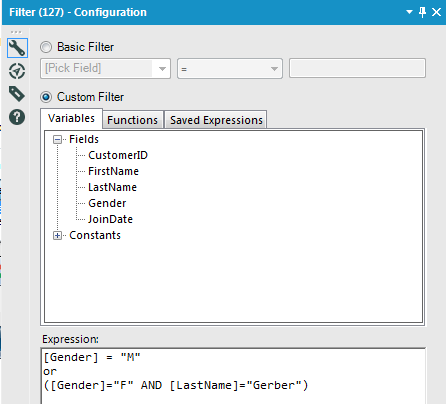 Filter (127) - Configuration
Basic Filter
[Pick Field] =
Custom Filter
Variables Functions Saved Expressions
Fields
CustomerID
FirstName
LastName
Gender
JoinDate
Constants
Expression:
[Gender] = "M"
or
([Gender]="F" AND [LastName]="Gerber")